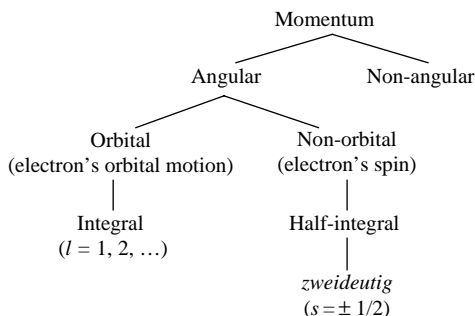 Momentum
Angular Non-angular
Orbital Non-orbital
(electron's orbital motion) (electron's spin)
Integral Half-integral
(l = 1, 2, …)
zweideutig
(s = ± 1/2)